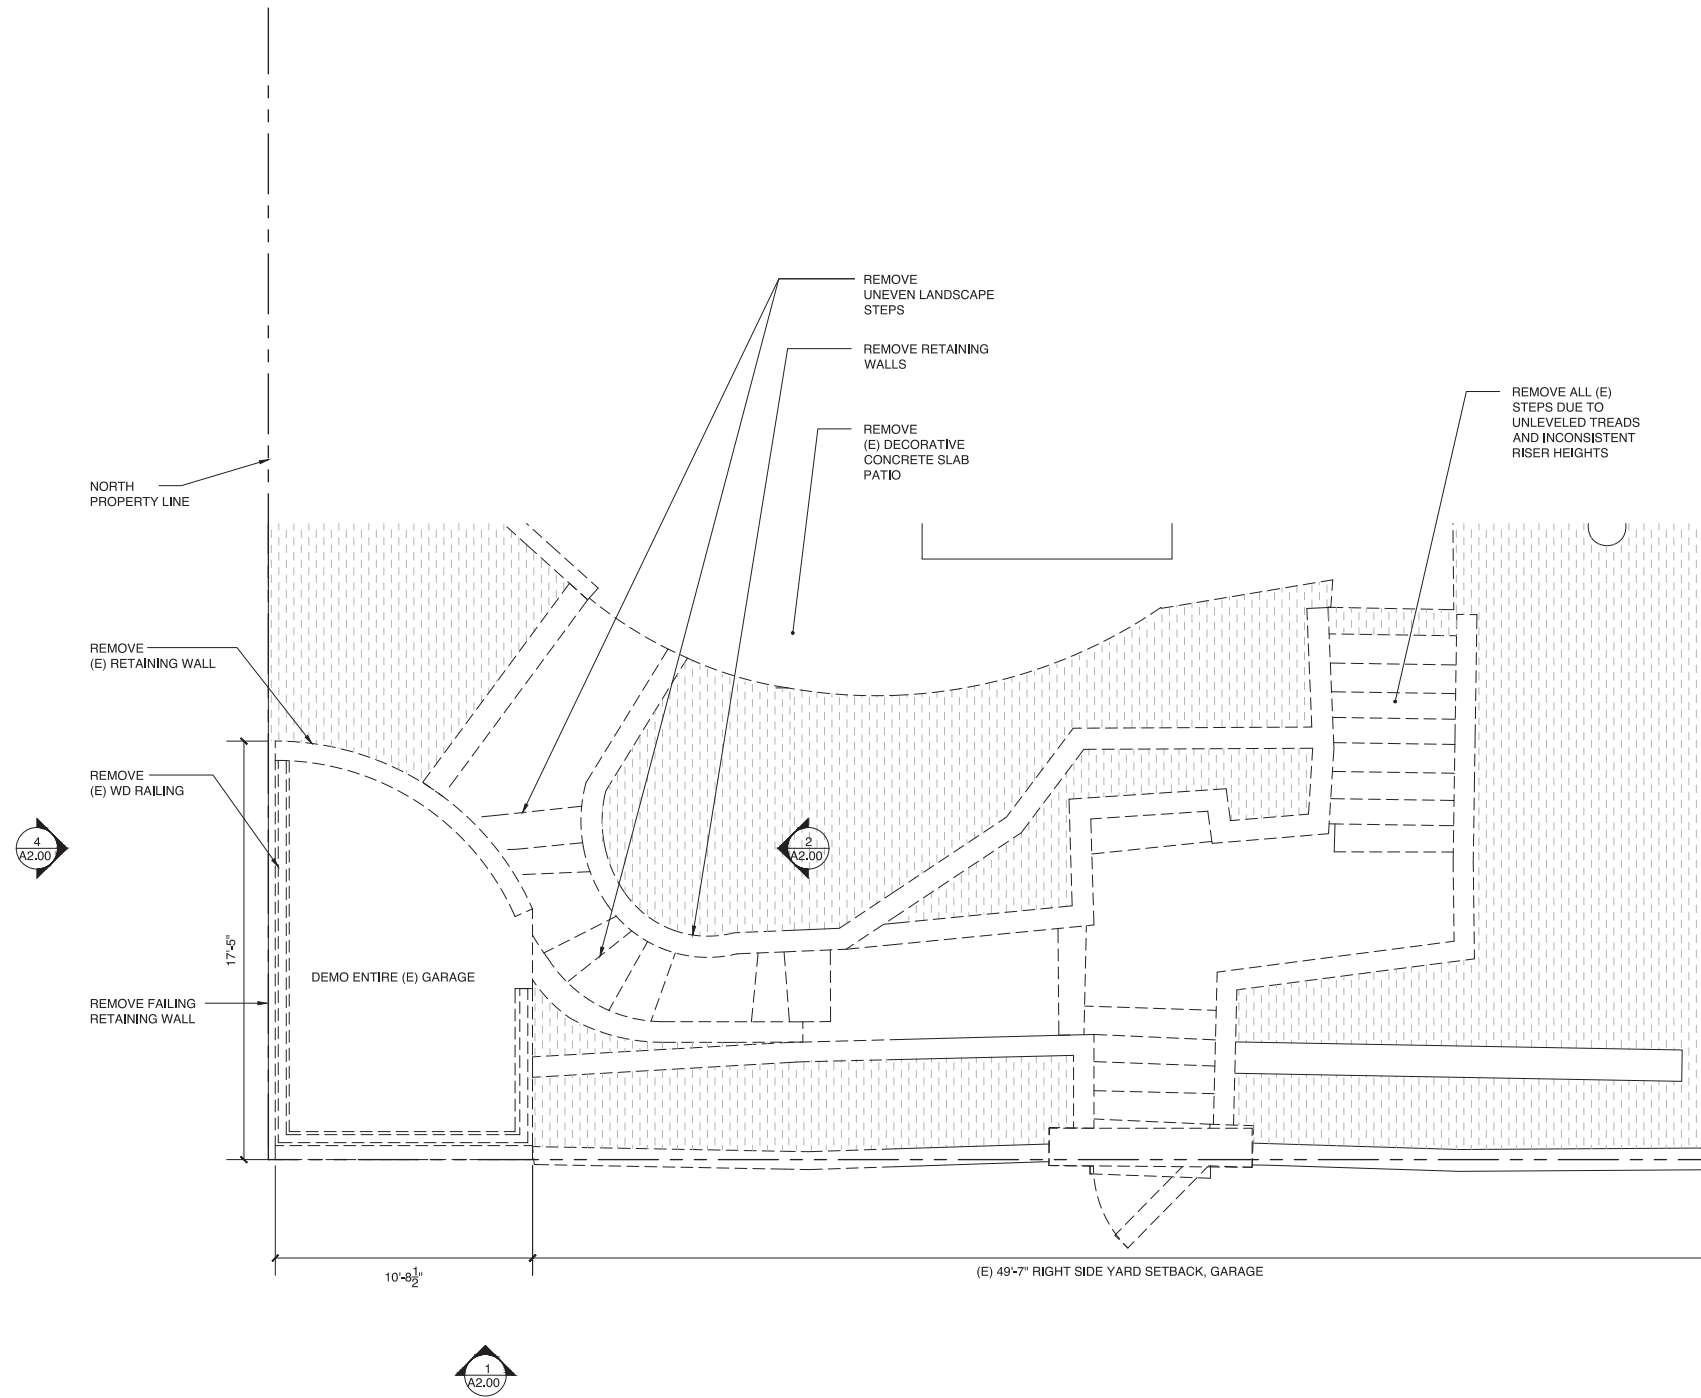 REMOVE
UNEVEN LANDSCAPE
STEPS
REMOVE RETAINING
WALLS
REMOVE ALL (E)
STEPS DUE TO
UNLEVELED TREADS
AND INCONSISTENT
RISER HEIGHTS
REMOVE
(E) DECORATIVE
CONCRETE SLAB
PATIO
NORTH
PROPERTY LINE
REMOVE
(E) RETAINING WALL
REMOVE
(E) WD RAILING
4
A2.00
2
A2.00
17'-5"
DEMO ENTIRE (E) GARAGE
REMOVE FAILING
RETAINING WALL
10'-8 1/2"
(E) 49'-7" RIGHT SIDE YARD SETBACK, GARAGE
1
A2.00